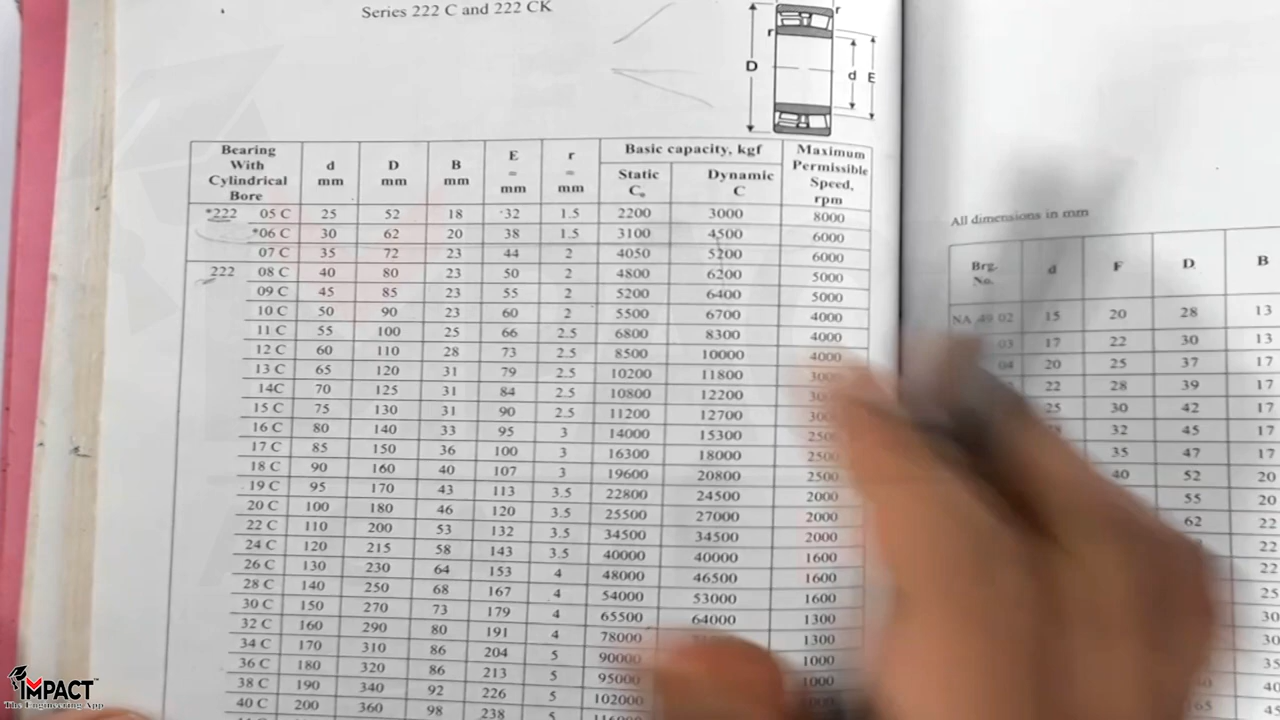 Series 222 C and 222 CK
r
r
D
d
E
Bearing With Cylindrical Bore d mm D mm B mm E = mm r = mm Basic capacity, kgf Static C₀ Dynamic C Maximum Permissible Speed, rpm
*222 05 C 25 52 18 32 1.5 2200 3000 8000
*06 C 30 62 20 38 1.5 3100 4500 6000
07 C 35 72 23 44 2 4050 5200 6000
222 08 C 40 80 23 50 2 4800 6200 5000
09 C 45 85 23 55 2 5200 6400 5000
10 C 50 90 23 60 2 5500 6700 4000
11 C 55 100 25 66 2.5 6800 8300 4000
12 C 60 110 28 73 2.5 8500 10000 4000
13 C 65 120 31 79 2.5 10200 11800
14C 70 125 31 84 2.5 10800 12200
15 C 75 130 31 90 2.5 11200 12700
16 C 80 140 33 95 3 14000 15300
17 C 85 150 36 100 3 16300 18000 2500
18 C 90 160 40 107 3 19600 20800 2500
19 C 95 170 43 113 3.5 22800 24500 2000
20 C 100 180 46 120 3.5 25500 27000 2000
22 C 110 200 53 132 3.5 34500 34500 2000
24 C 120 215 58 143 3.5 40000 40000 1600
26 C 130 230 64 153 4 48000 46500 1600
28 C 140 250 68 167 4 54000 53000 1600
30 C 150 270 73 179 4 65500 64000 1300
32 C 160 290 80 191 4 78000 1300
34 C 170 310 86 204 5 90000 1000
36 C 180 320 86 213 5 95000 1000
38 C 190 340 92 226 5 102000
40 C 200 360 98 238 5
All dimensions in mm
Brg. No. d F D B
NA 49 02 15 20 28 13
03 17 22 30 13
04 20 25 37 17
22 28 39 17
25 30 42 17
32 45 17
35 47 17
40 52 20
55 20
62 22
22
22
25
30
30
35
40
45
IMPACT
The Engineering App